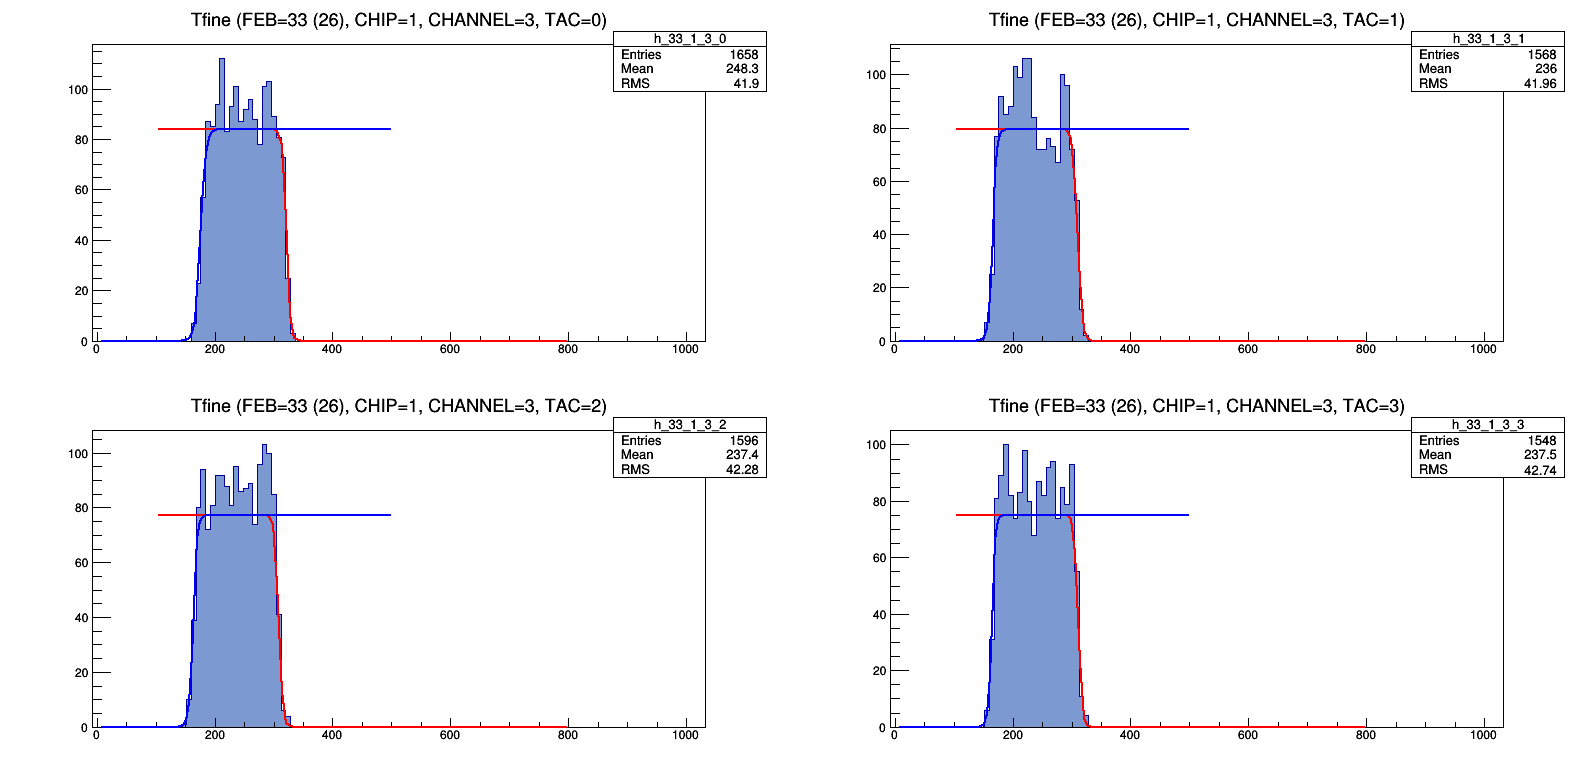 Tfine (FEB=33 (26), CHIP=1, CHANNEL=3, TAC=0)
h_33_1_3_0
Entries 1658
Mean 248.3
RMS 41.9
100
80
60
40
20
0
0 200 400 600 800 1000
Tfine (FEB=33 (26), CHIP=1, CHANNEL=3, TAC=1)
h_33_1_3_1
Entries 1568
Mean 236
RMS 41.96
100
80
60
40
20
0
0 200 400 600 800 1000
Tfine (FEB=33 (26), CHIP=1, CHANNEL=3, TAC=2)
h_33_1_3_2
Entries 1596
Mean 237.4
RMS 42.28
100
80
60
40
20
0
0 200 400 600 800 1000
Tfine (FEB=33 (26), CHIP=1, CHANNEL=3, TAC=3)
h_33_1_3_3
Entries 1548
Mean 237.5
RMS 42.74
100
80
60
40
20
0
0 200 400 600 800 1000